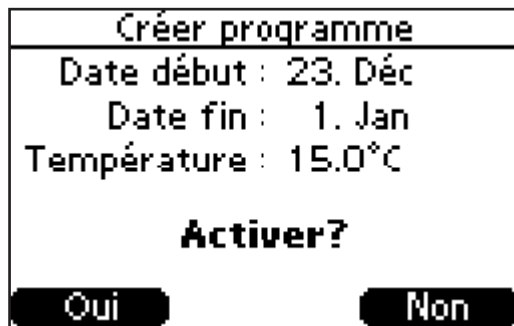 Créer programme
Date début : 23. Déc
Date fin : 1. Jan
Température : 15.0°C
Activer?
Oui Non